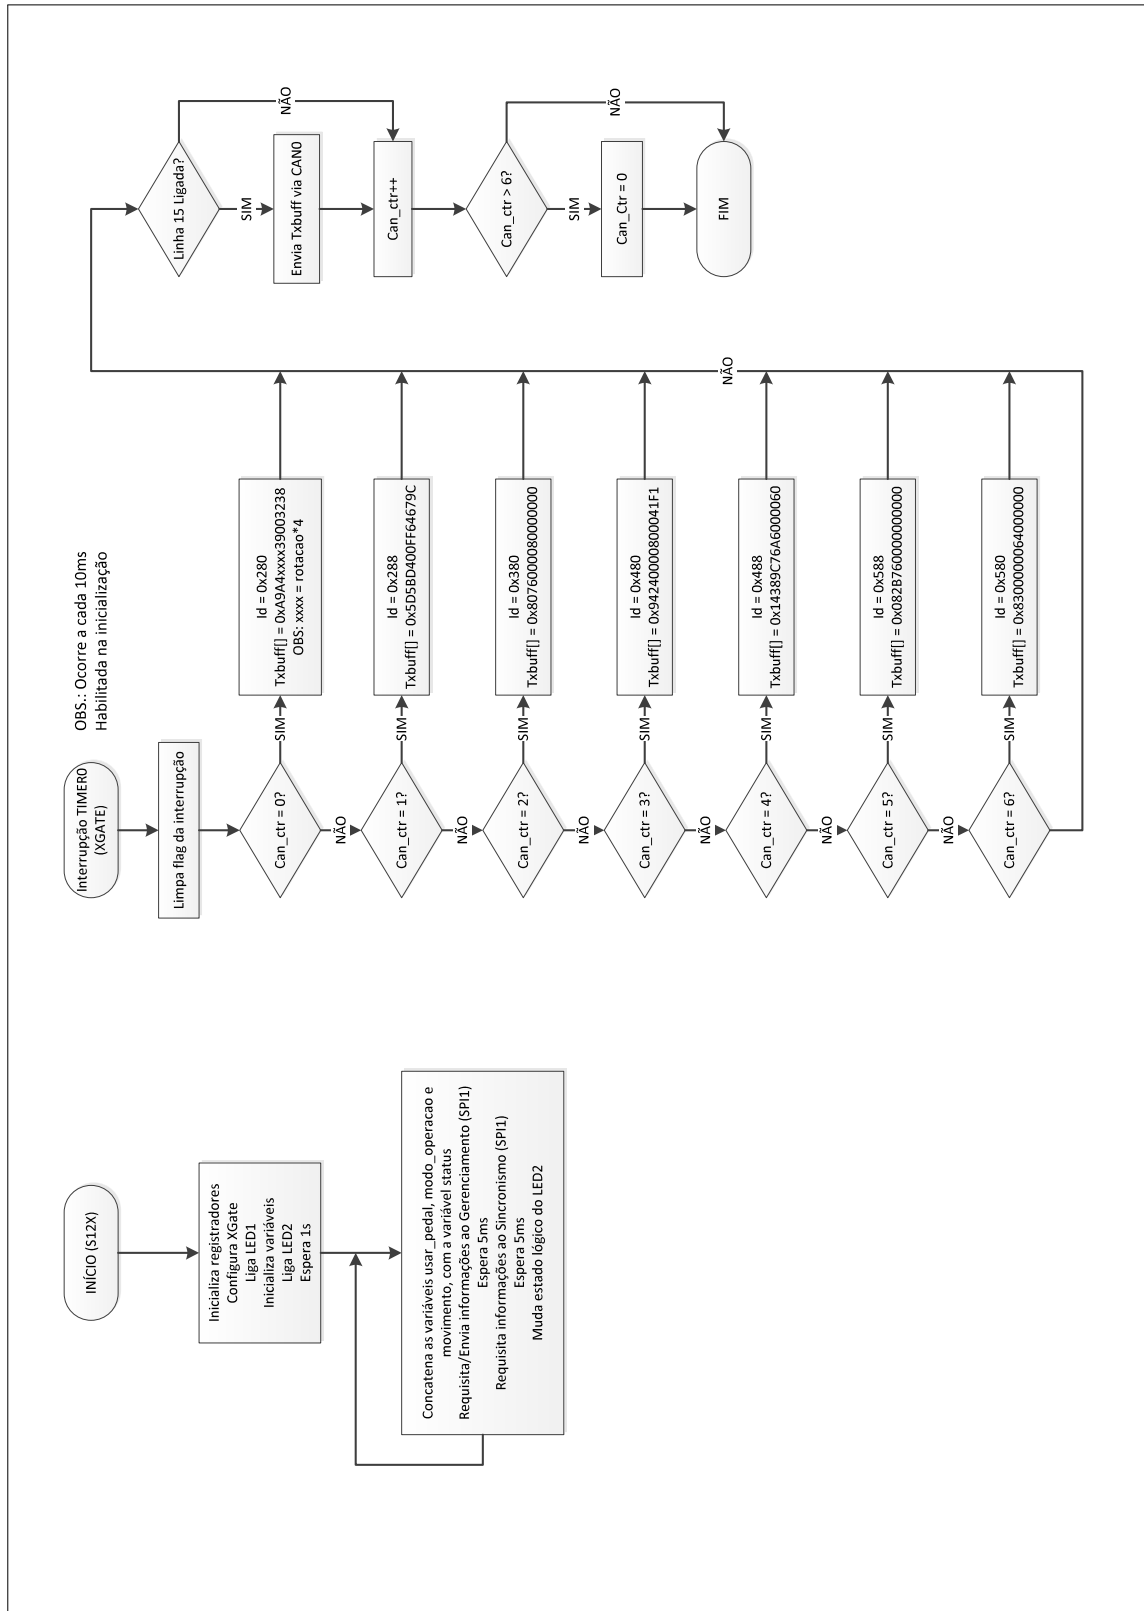 INÍCIO (S12X)
Inicializa registradores
Configura XGate
Liga LED1
Inicializa variáveis
Liga LED2
Espera 1s
Concatena as variáveis usar_pedal, modo_operacao e
movimento, com a variável status
Requisita/Envia informações ao Gerenciamento (SPI1)
Espera 5ms
Requisita informações ao Sincronismo (SPI1)
Espera 5ms
Muda estado lógico do LED2
Interrupção TIMER0
(XGATE)
OBS.: Ocorre a cada 10ms
Habilitada na inicialização
Limpa flag da interrupção
Can_ctr = 0?
SIM
Id = 0x280
Txbuff[] = 0xA9A4xxxx39003238
OBS: xxxx = rotacao*4
NÃO
Can_ctr = 1?
SIM
Id = 0x288
Txbuff[] = 0x5D5BD400FF64679C
NÃO
Can_ctr = 2?
SIM
Id = 0x380
Txbuff[] = 0x8076000080000000
NÃO
Can_ctr = 3?
SIM
Id = 0x480
Txbuff[] = 0x94240000800041F1
NÃO
Can_ctr = 4?
SIM
Id = 0x488
Txbuff[] = 0x14389C76A6000060
NÃO
Can_ctr = 5?
SIM
Id = 0x588
Txbuff[] = 0x082B760000000000
NÃO
Can_ctr = 6?
SIM
Id = 0x580
Txbuff[] = 0x8300000064000000
NÃO
Linha 15 Ligada?
NÃO
SIM
Envia Txbuff via CAN0
Can_ctr++
Can_ctr > 6?
NÃO
SIM
Can_Ctr = 0
FIM